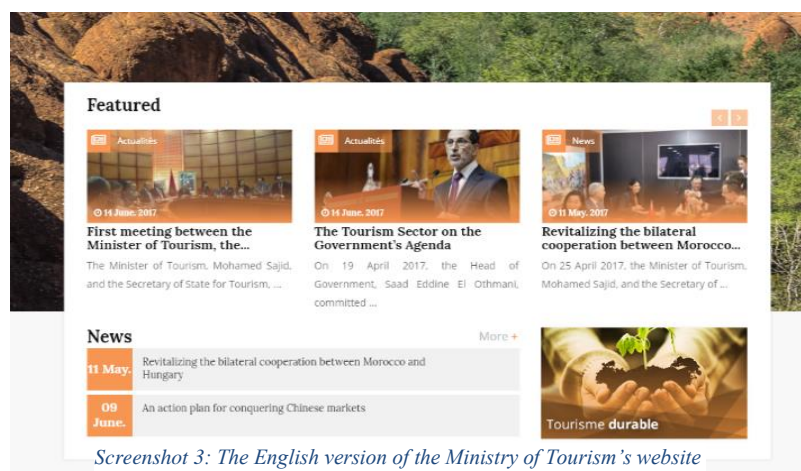 Featured
Actualités
14 June. 2017
First meeting between the
Minister of Tourism, the...
The Minister of Tourism, Mohamed Sajid,
and the Secretary of State for Tourism, ...
Actualités
14 June. 2017
The Tourism Sector on the
Government's Agenda
On 19 April 2017, the Head of
Government, Saad Eddine El Othmani,
committed ...
News
11 May. 2017
Revitalizing the bilateral
cooperation between Morocco...
On 25 April 2017, the Minister of Tourism,
Mohamed Sajid, and the Secretary of ...
News
More +
11 May.
Revitalizing the bilateral cooperation between Morocco and
Hungary
09
June.
An action plan for conquering Chinese markets
Tourisme durable
Screenshot 3: The English version of the Ministry of Tourism's website